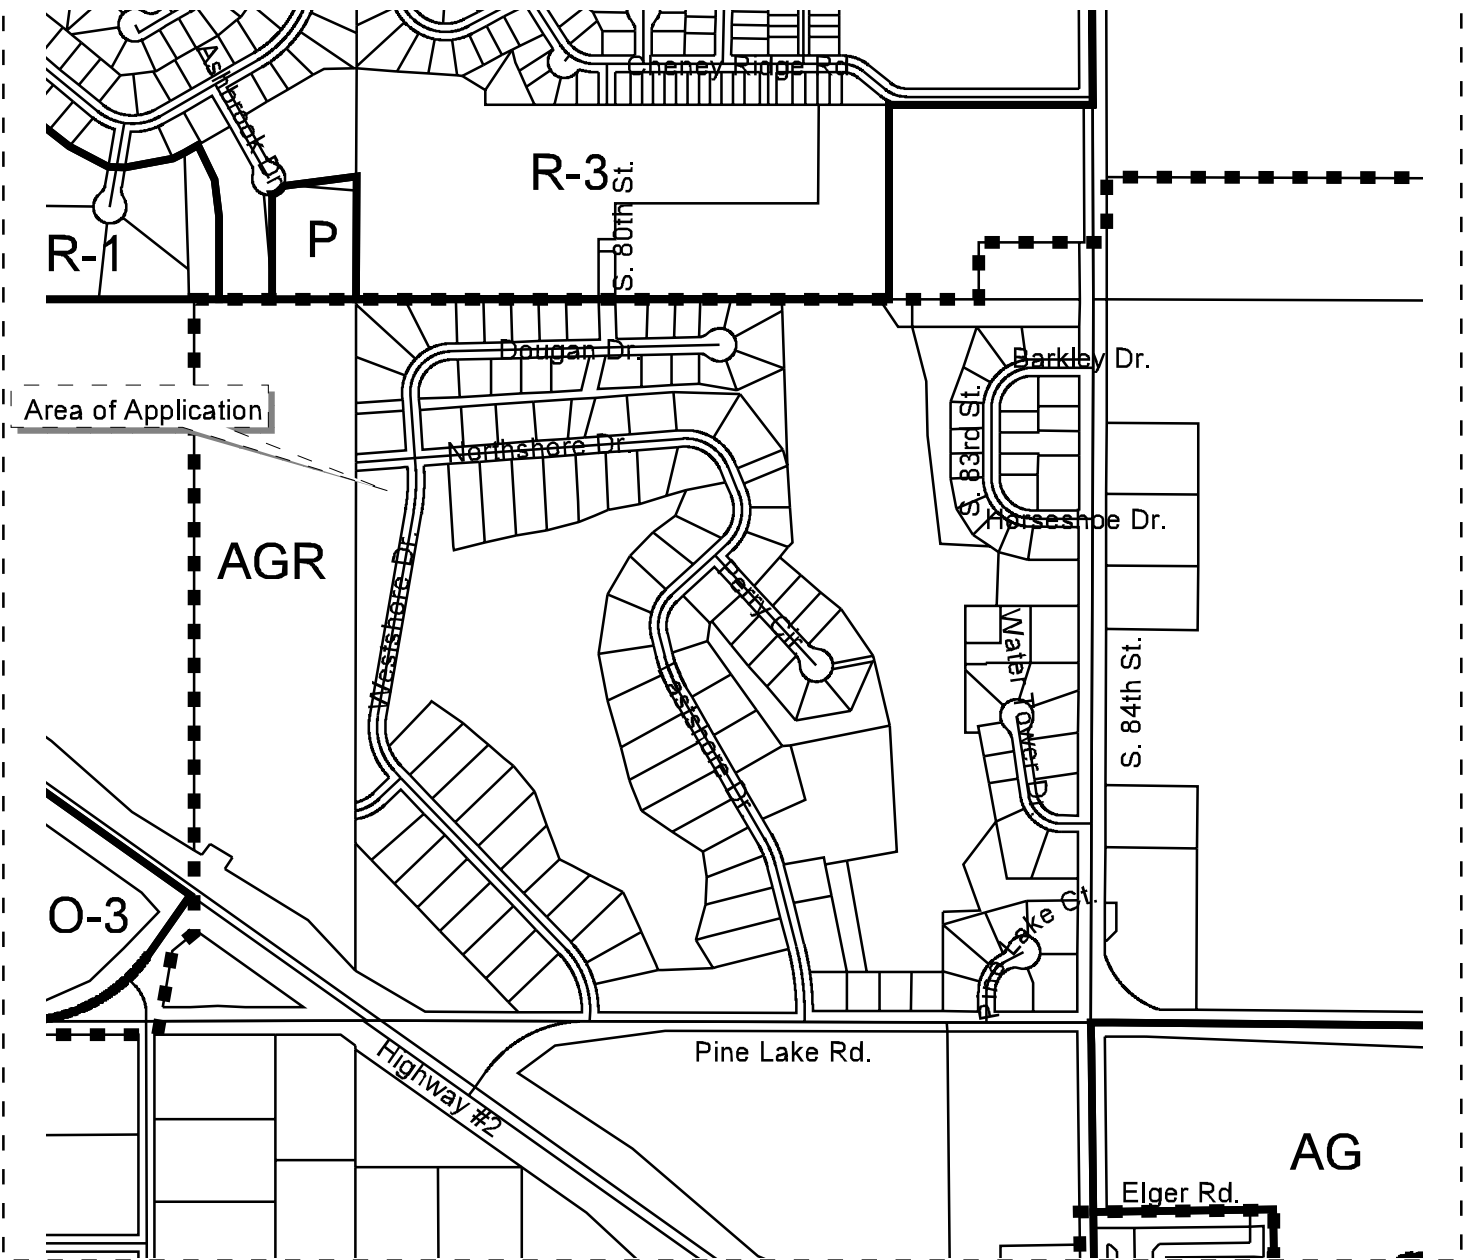 Cheney Ridge Rd
Ashbrook Dr.
R-3
S. 80th St.
P
R-1
Dougan Dr.
Barkley Dr.
Area of Application
S. 83rd St.
Northshore Dr.
Horseshoe Dr.
AGR
Westshore Dr.
Perry Cir.
Water Tower Dr.
S. 84th St.
Eastshore Dr.
O-3
Pine Lake Ct.
Pine Lake Rd.
Highway #2
AG
Elger Rd.